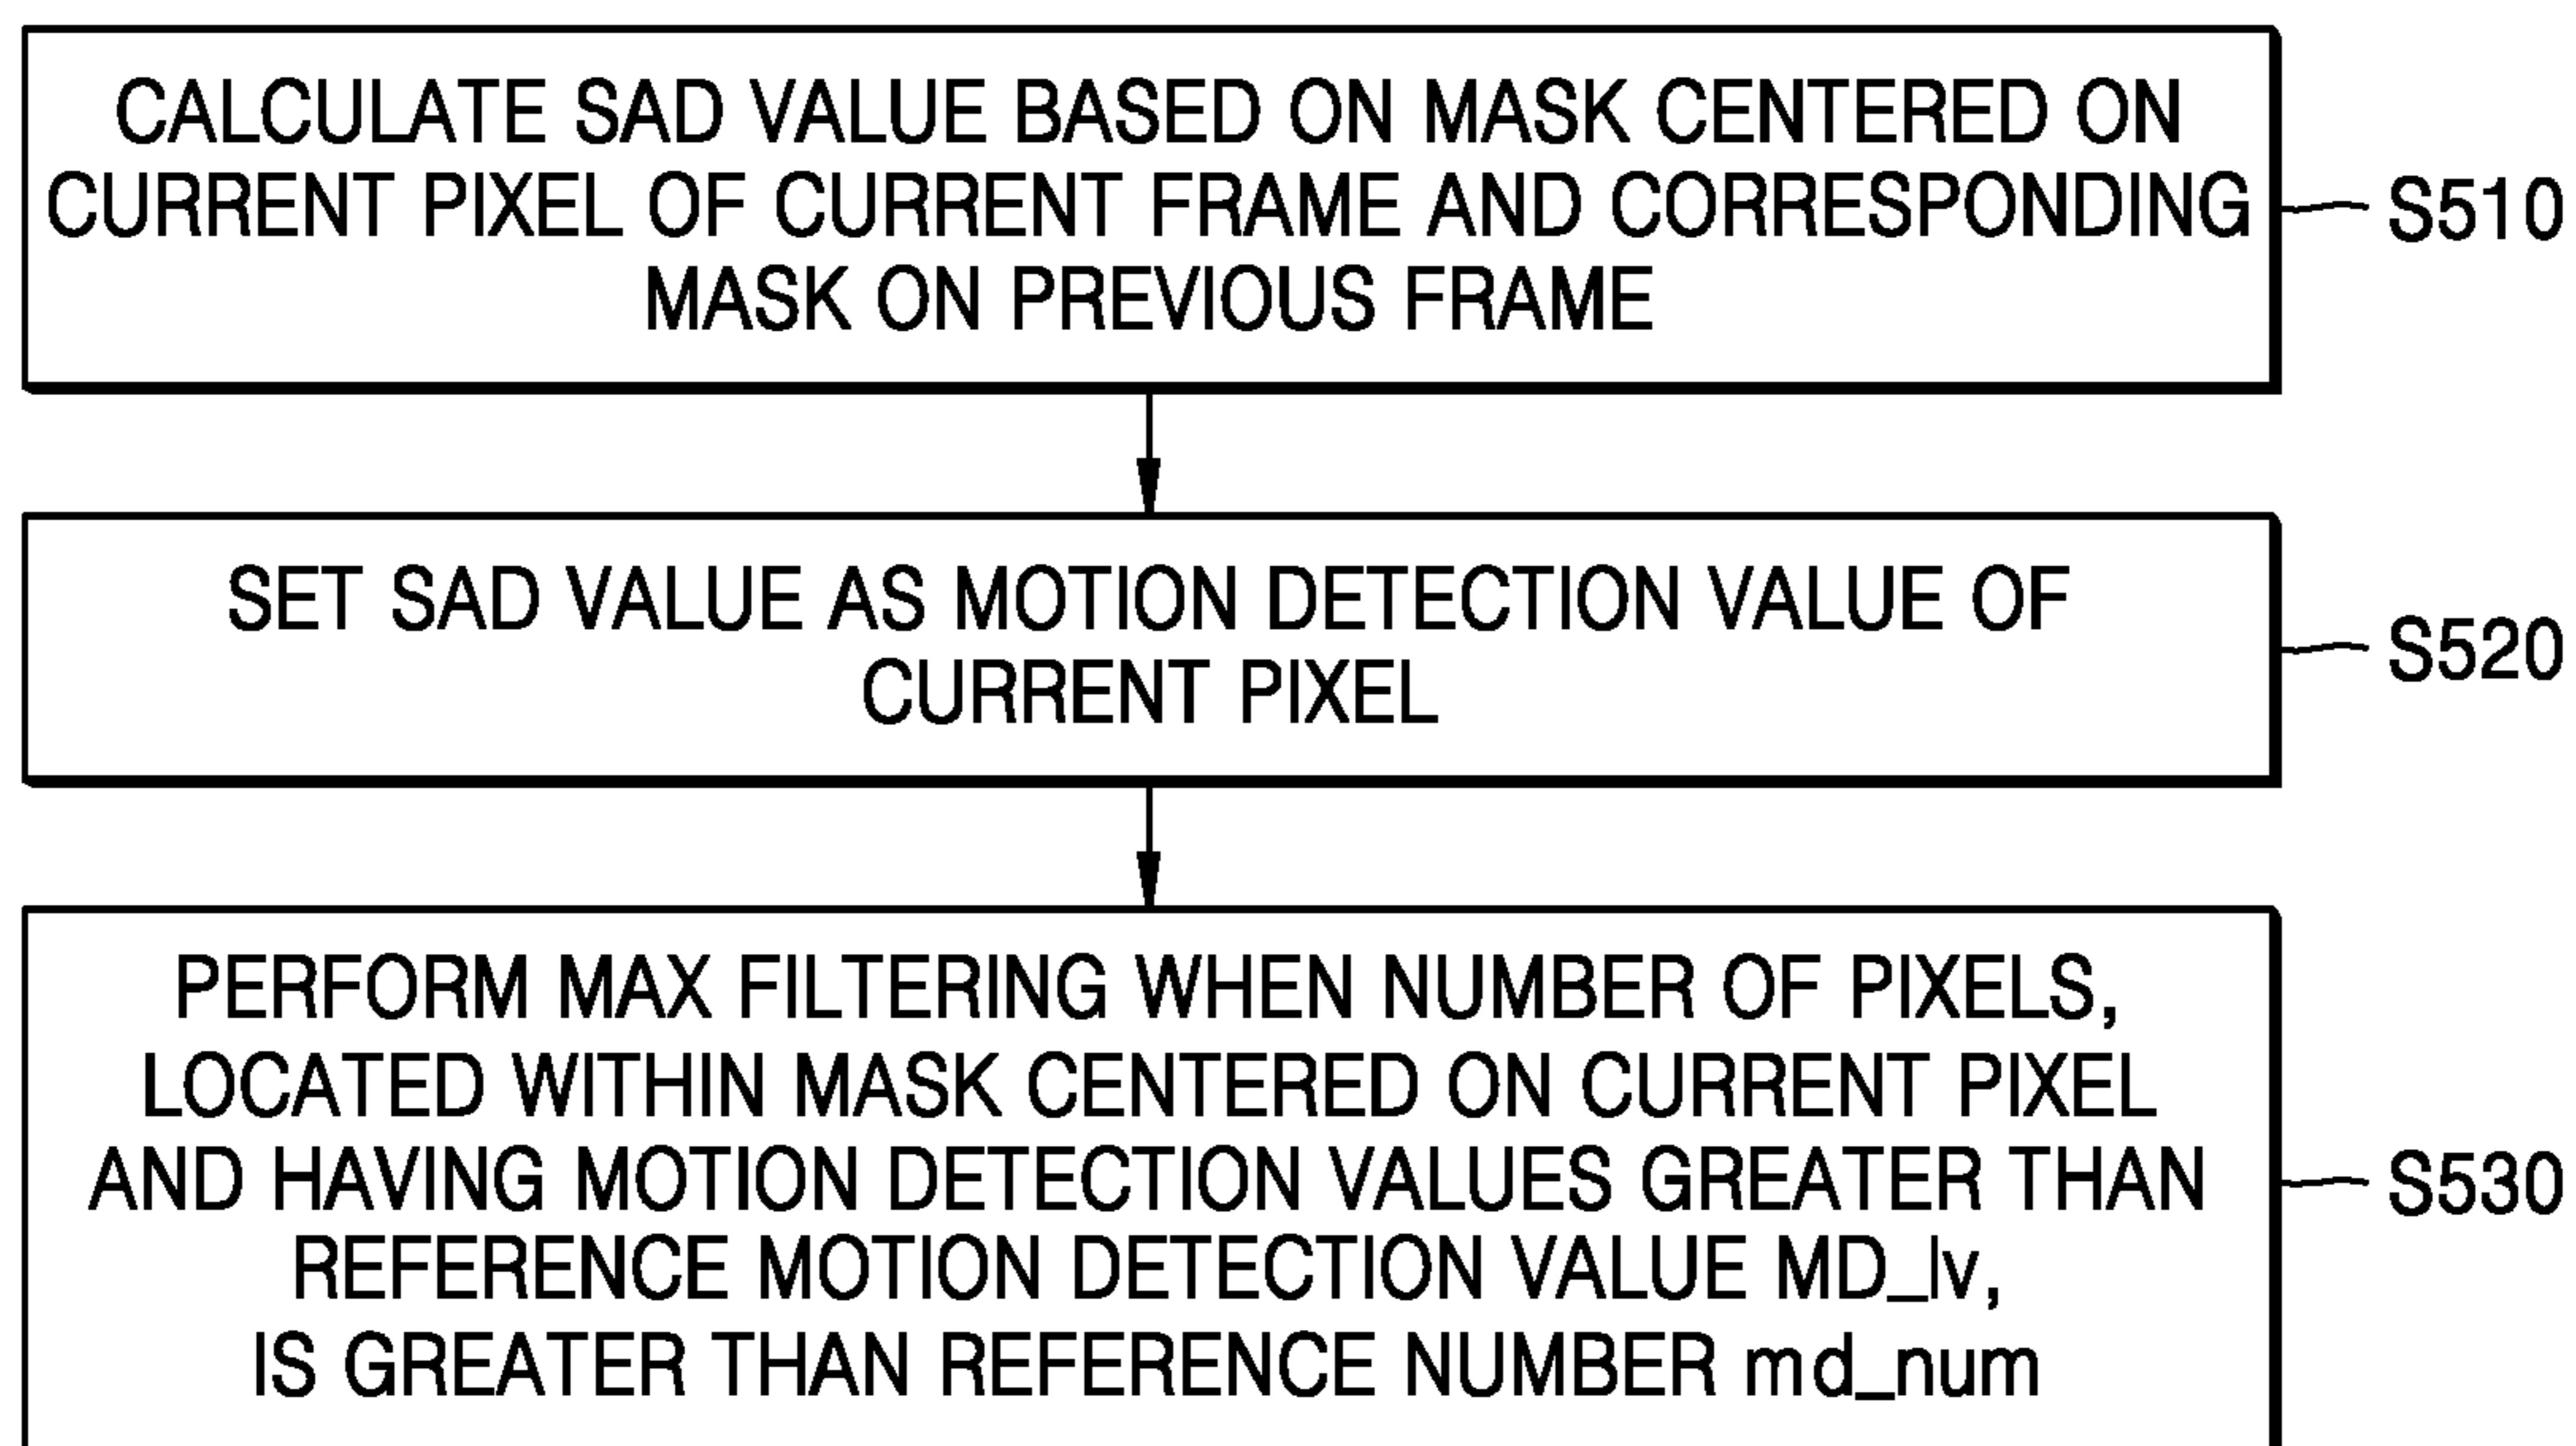 CALCULATE SAD VALUE BASED ON MASK CENTERED ON
CURRENT PIXEL OF CURRENT FRAME AND CORRESPONDING
MASK ON PREVIOUS FRAME
S510
SET SAD VALUE AS MOTION DETECTION VALUE OF
CURRENT PIXEL
S520
PERFORM MAX FILTERING WHEN NUMBER OF PIXELS,
LOCATED WITHIN MASK CENTERED ON CURRENT PIXEL
AND HAVING MOTION DETECTION VALUES GREATER THAN
REFERENCE MOTION DETECTION VALUE MD_lv,
IS GREATER THAN REFERENCE NUMBER md_num
S530